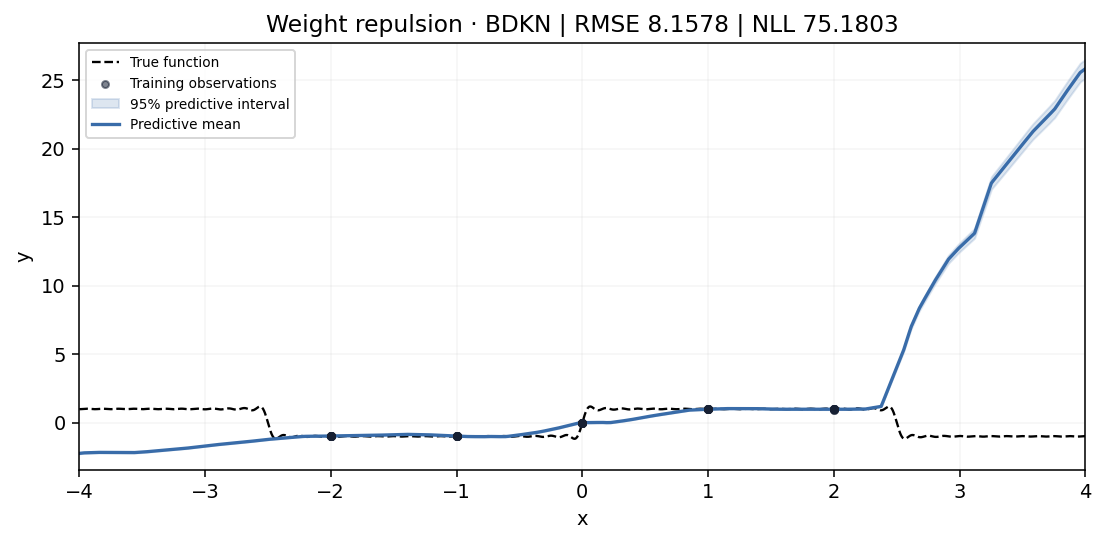 Weight repulsion · BDKN | RMSE 8.1578 | NLL 75.1803
True function
Training observations
95% predictive interval
Predictive mean
25
20
15
10
5
0
y
−4
−3
−2
−1
0
1
2
3
4
x